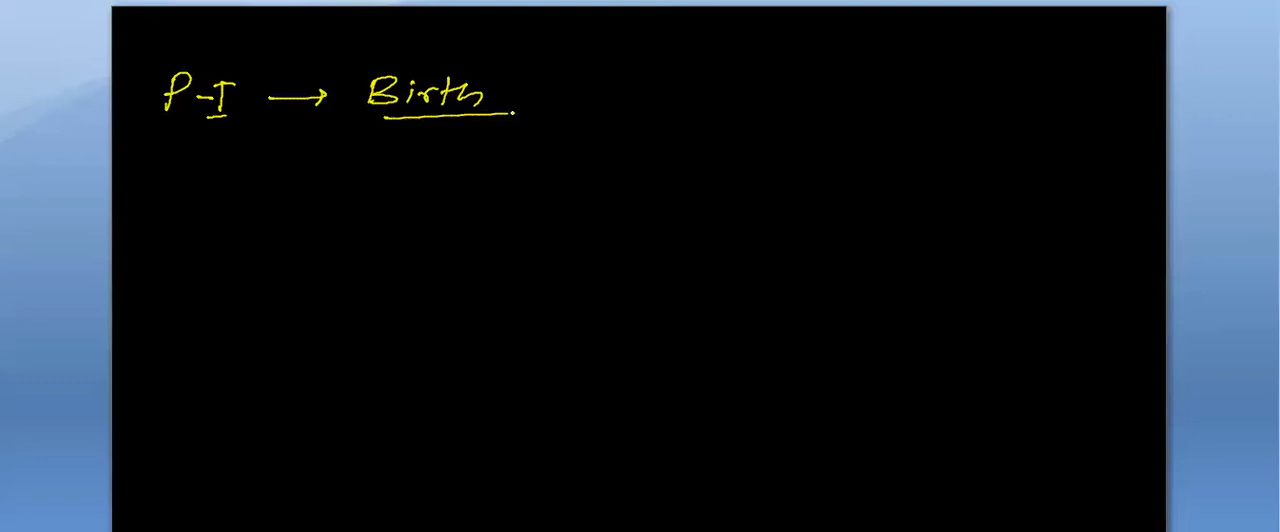 P-I → Birth